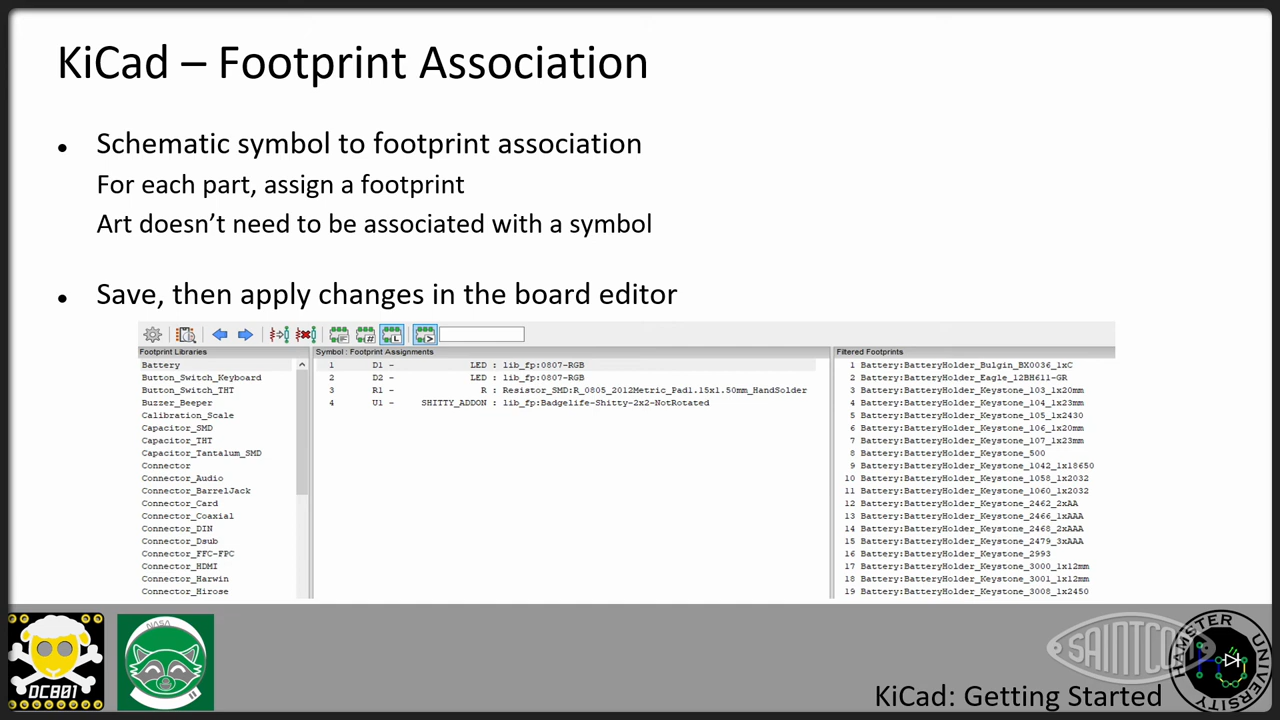 KiCad – Footprint Association
• Schematic symbol to footprint association
For each part, assign a footprint
Art doesn’t need to be associated with a symbol
• Save, then apply changes in the board editor
Footprint Libraries
Battery
Button_Switch_Keyboard
Button_Switch_THT
Buzzer_Beeper
Calibration_Scale
Capacitor_SMD
Capacitor_THT
Capacitor_Tantalum_SMD
Connector
Connector_Audio
Connector_BarrelJack
Connector_Card
Connector_Coaxial
Connector_DIN
Connector_Dsub
Connector_FFC-FPC
Connector_HDMI
Connector_Harwin
Connector_Hirose
Symbol : Footprint Assignments
1 D1 - LED : lib_fp:0807-RGB
2 D2 - LED : lib_fp:0807-RGB
3 R1 - R : Resistor_SMD:R_0805_2012Metric_Pad1.15x1.50mm_HandSolder
4 U1 - SHITTY_ADDON : lib_fp:Badgelife-Shitty-2x2-NotRotated
Filtered Footprints
1 Battery:BatteryHolder_Bulgin_BX0036_1xC
2 Battery:BatteryHolder_Eagle_12BH611-GR
3 Battery:BatteryHolder_Keystone_103_1x20mm
4 Battery:BatteryHolder_Keystone_104_1x23mm
5 Battery:BatteryHolder_Keystone_105_1x2430
6 Battery:BatteryHolder_Keystone_106_1x20mm
7 Battery:BatteryHolder_Keystone_107_1x23mm
8 Battery:BatteryHolder_Keystone_500
9 Battery:BatteryHolder_Keystone_1042_1x18650
10 Battery:BatteryHolder_Keystone_1058_1x2032
11 Battery:BatteryHolder_Keystone_1060_1x2032
12 Battery:BatteryHolder_Keystone_2462_2xAA
13 Battery:BatteryHolder_Keystone_2466_1xAAA
14 Battery:BatteryHolder_Keystone_2468_2xAAA
15 Battery:BatteryHolder_Keystone_2479_3xAAA
16 Battery:BatteryHolder_Keystone_2993
17 Battery:BatteryHolder_Keystone_3000_1x12mm
18 Battery:BatteryHolder_Keystone_3001_1x12mm
19 Battery:BatteryHolder_Keystone_3008_1x2450
DC801
NASA
SAINTCO
HAMSTER UNIVERSITY
KiCad: Getting Started